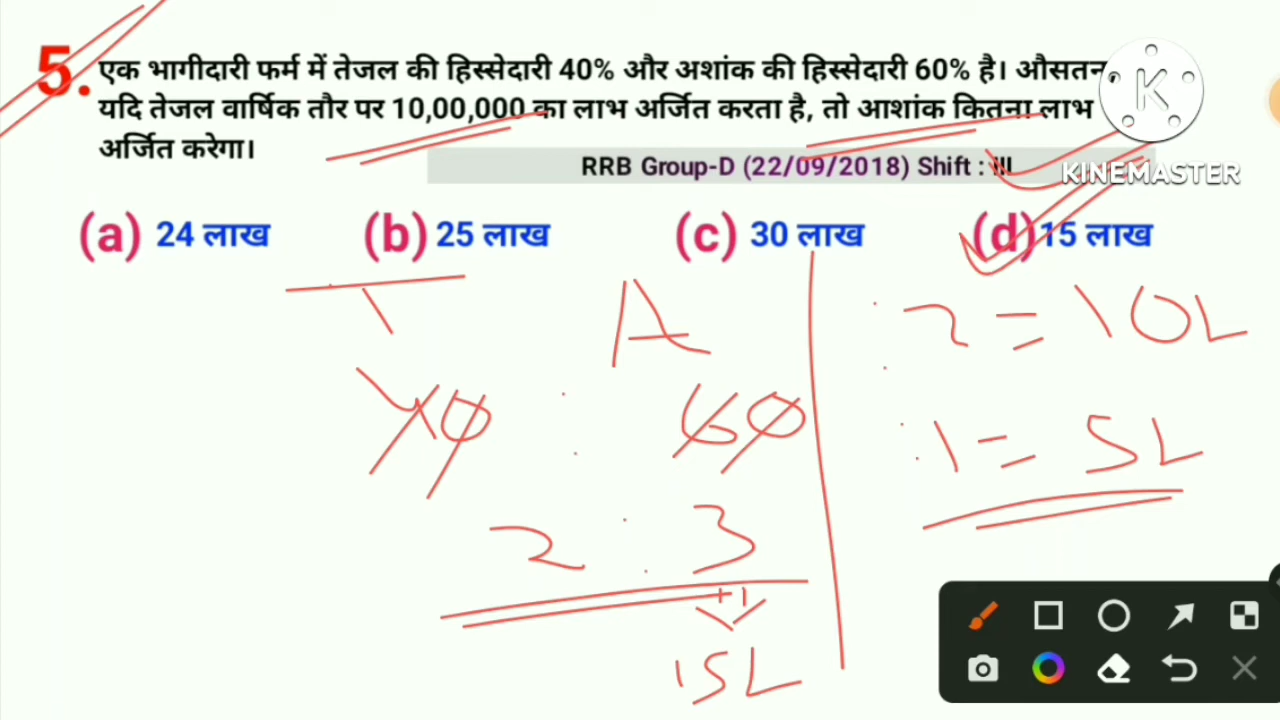 5. एक भागीदारी फर्म में तेजल की हिस्सेदारी 40% और अशांक की हिस्सेदारी 60% है। औसतन,
यदि तेजल वार्षिक तौर पर 10,00,000 का लाभ अर्जित करता है, तो आशांक कितना लाभ
अर्जित करेगा।
K
RRB Group-D (22/09/2018) Shift : III
KINEMASTER
(a) 24 लाख (b) 25 लाख (c) 30 लाख (d) 15 लाख
T A
40 : 60
2 : 3
15L
2 = 10L
1 = 5L